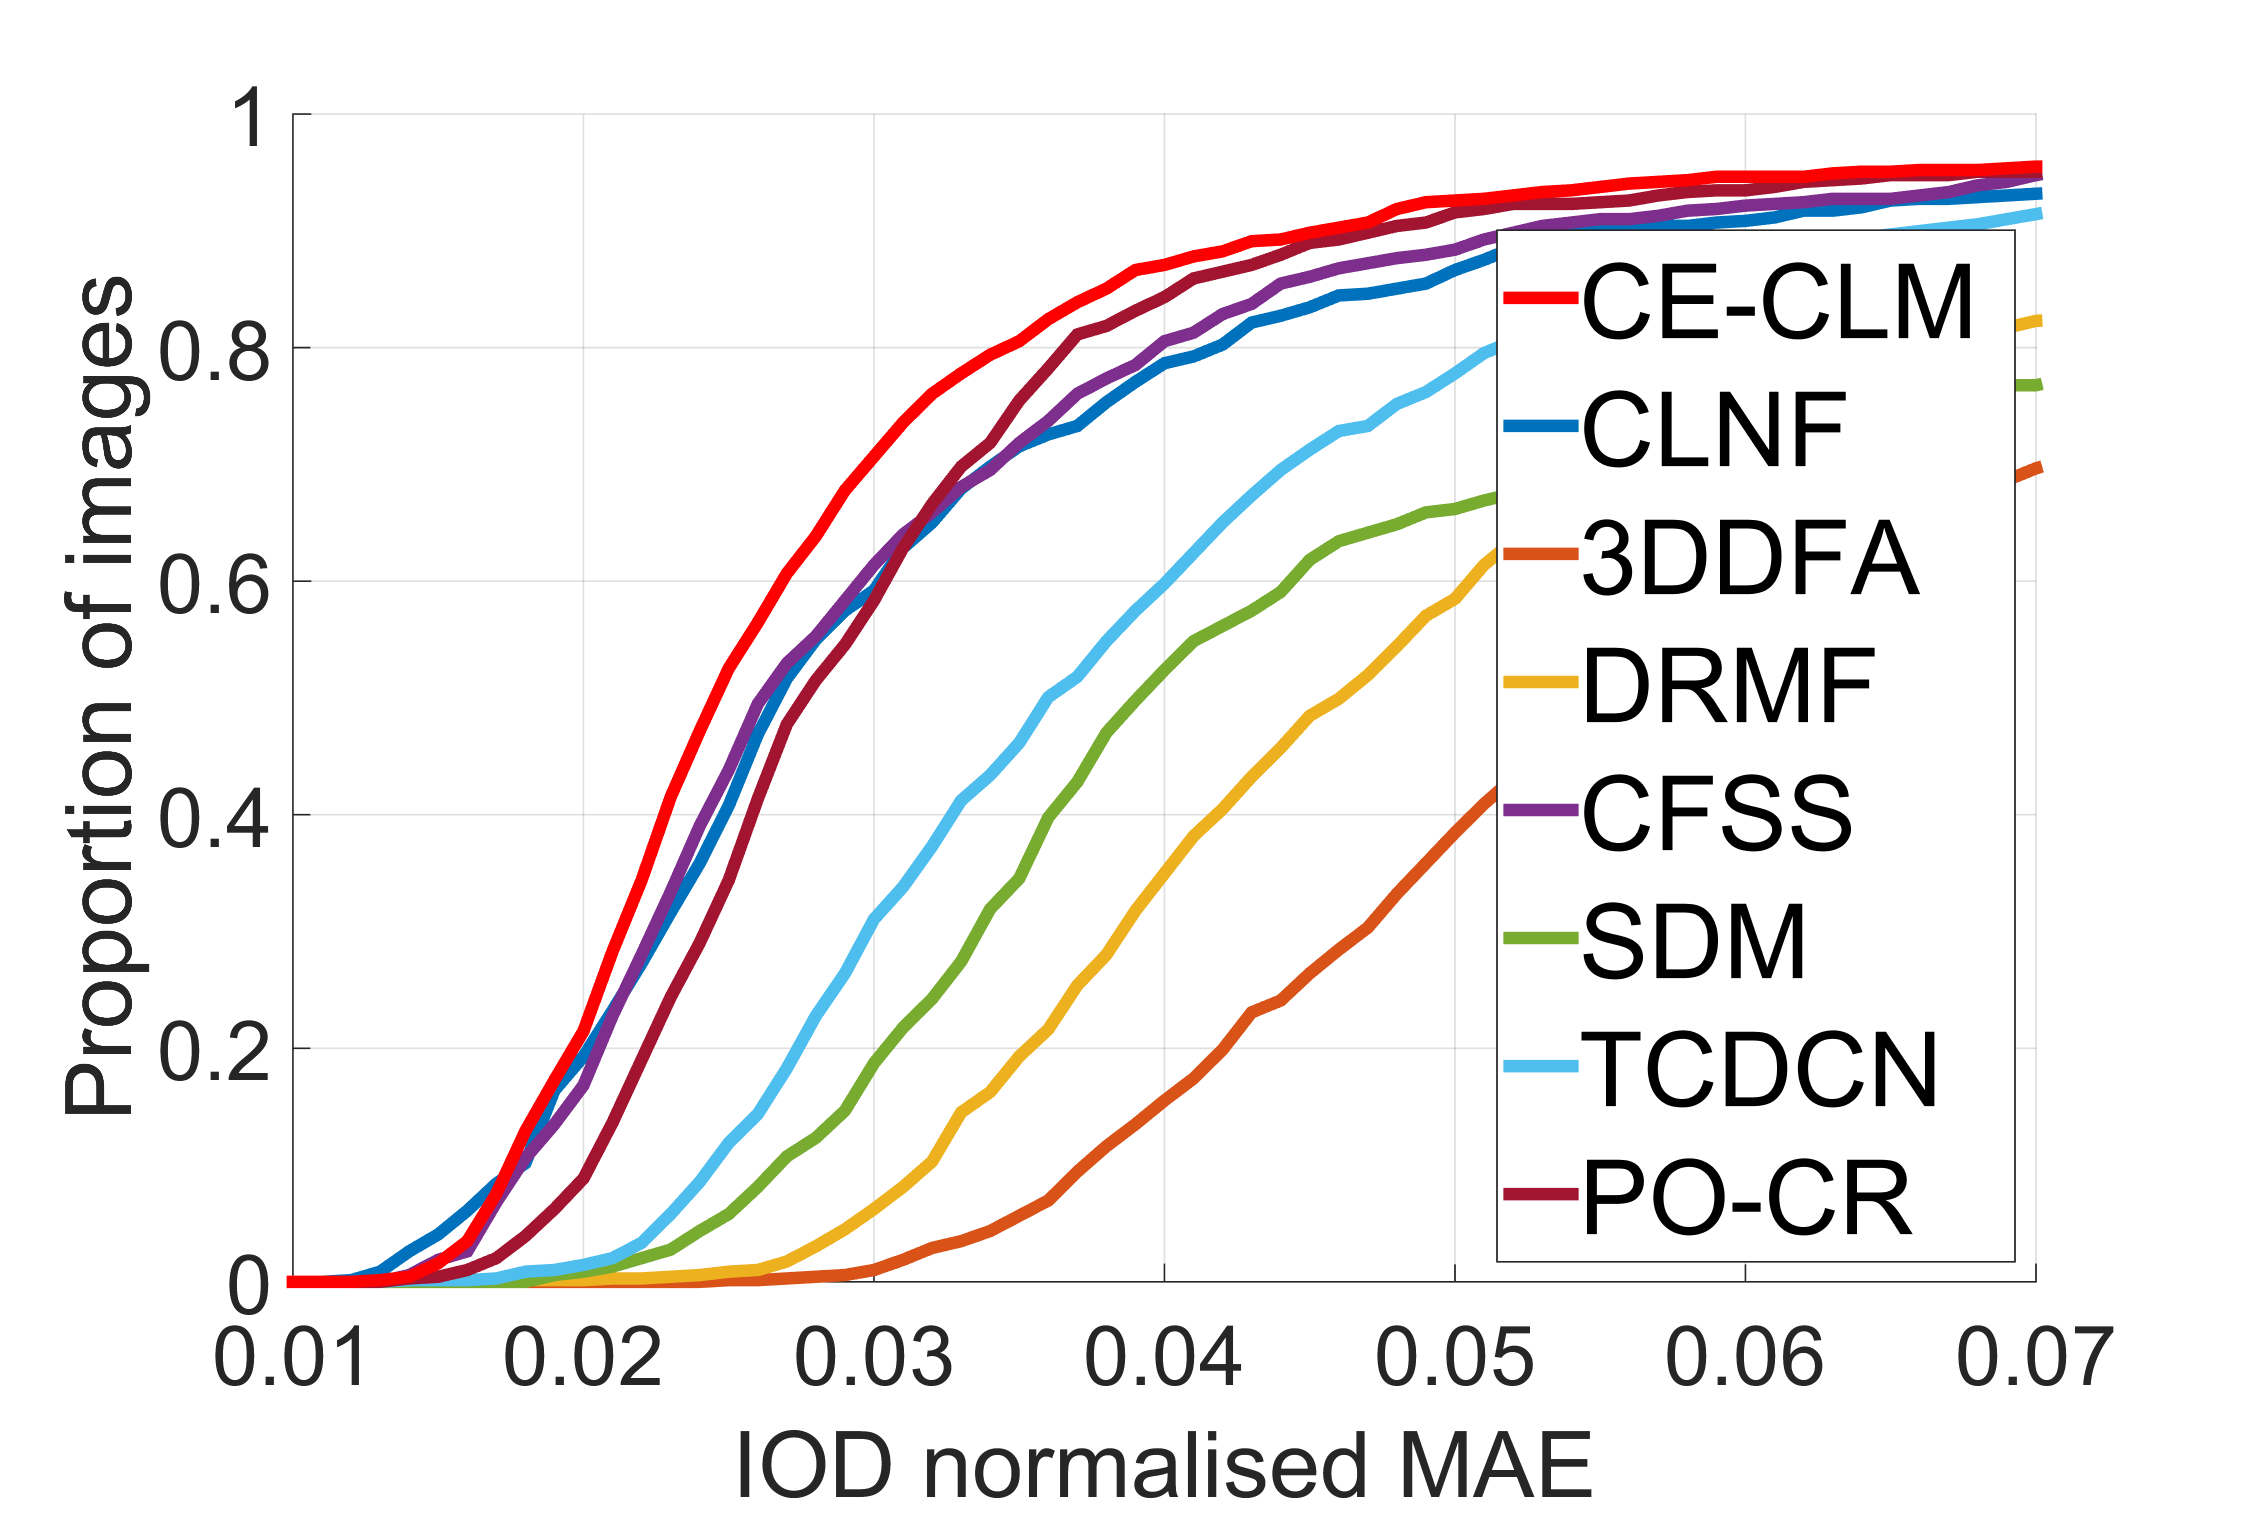 Proportion of images
1
0.8
0.6
0.4
0.2
0
0.01 0.02 0.03 0.04 0.05 0.06 0.07
IOD normalised MAE
CE-CLM
CLNF
3DDFA
DRMF
CFSS
SDM
TCDCN
PO-CR